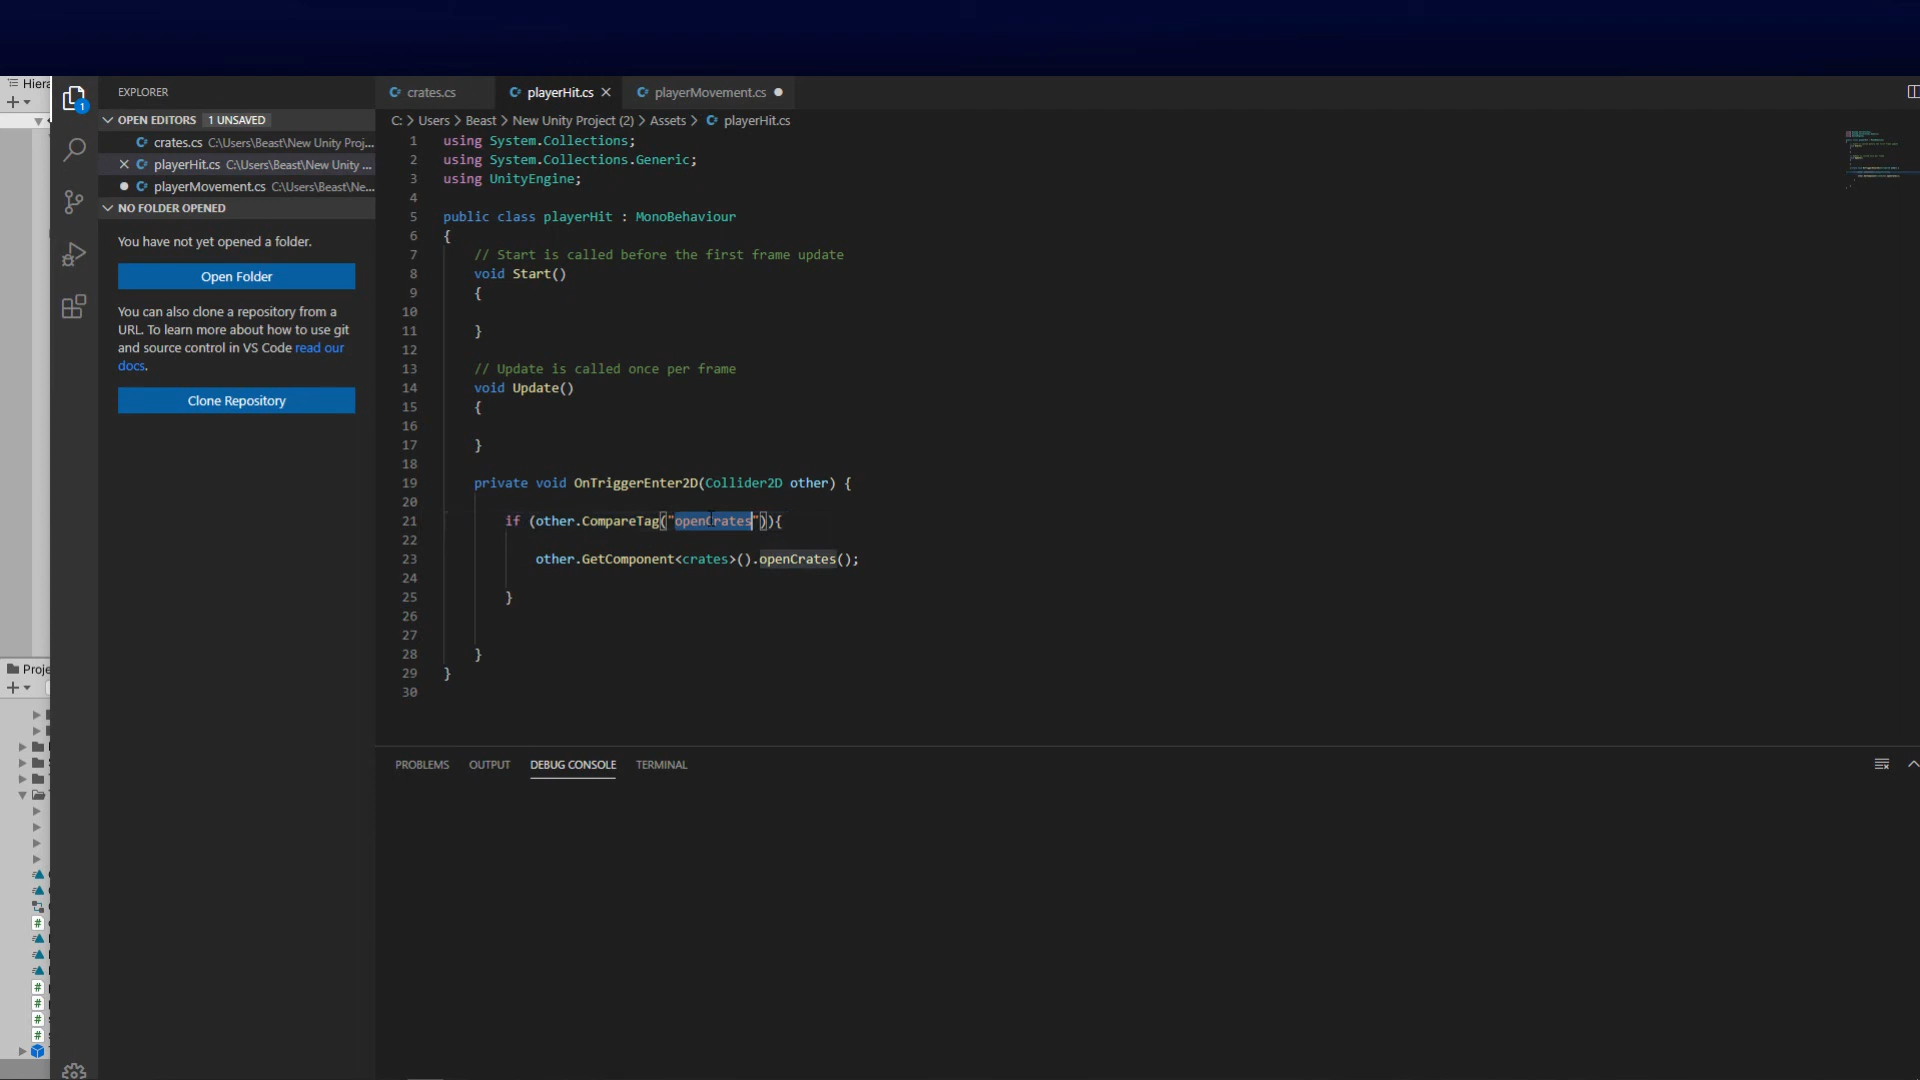 Hiera
EXPLORER
crates.cs
playerHit.cs
playerMovement.cs
OPEN EDITORS 1 UNSAVED
C: > Users > Beast > New Unity Project (2) > Assets > playerHit.cs
crates.cs C:\Users\Beast\New Unity Proj...
playerHit.cs C:\Users\Beast\New Unity ...
playerMovement.cs C:\Users\Beast\Ne...
NO FOLDER OPENED
You have not yet opened a folder.
Open Folder
You can also clone a repository from a
URL. To learn more about how to use git
and source control in VS Code read our
docs.
Clone Repository
1 using System.Collections;
2 using System.Collections.Generic;
3 using UnityEngine;
4
5 public class playerHit : MonoBehaviour
6 {
7 // Start is called before the first frame update
8 void Start()
9 {
10
11 }
12
13 // Update is called once per frame
14 void Update()
15 {
16
17 }
18
19 private void OnTriggerEnter2D(Collider2D other) {
20
21 if (other.CompareTag("openCrates")){
22
23 other.GetComponent<crates>().openCrates();
24
25 }
26
27
28 }
29 }
30
Proje
PROBLEMS OUTPUT DEBUG CONSOLE TERMINAL